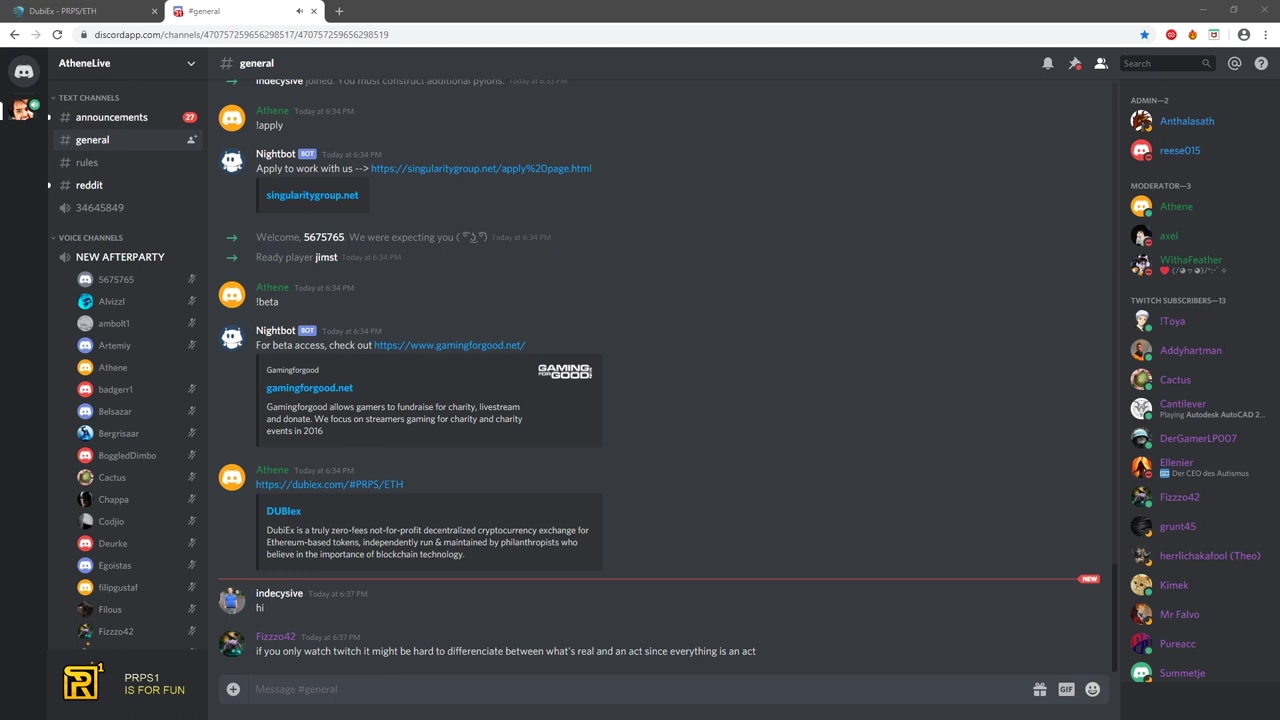 DubiEx - PRPS/ETH
#general
discordapp.com/channels/470757259656298517/470757259656298519
AtheneLive
general
Search
TEXT CHANNELS
announcements
27
general
rules
reddit
34645849
VOICE CHANNELS
NEW AFTERPARTY
5675765
Alvizzl
ambolt1
Artemiy
Athene
badgerr1
Belsazar
Bergrisaar
BoggledDimbo
Cactus
Chappa
Codjio
Deurke
Egoistas
filipgustaf
Filous
Fizzzo42
PRPS1
IS FOR FUN
indecysive joined. You must construct additional pylons. Today at 6:33 PM
Athene Today at 6:34 PM
!apply
Nightbot BOT Today at 6:34 PM
Apply to work with us --> https://singularitygroup.net/apply%20page.html
singularitygroup.net
Welcome, 5675765. We were expecting you ( ͡° ͜ʖ ͡°) Today at 6:34 PM
Ready player jimst Today at 6:34 PM
Athene Today at 6:34 PM
!beta
Nightbot BOT Today at 6:34 PM
For beta access, check out https://www.gamingforgood.net/
Gamingforgood
GAMING
FOR GOOD
gamingforgood.net
Gamingforgood allows gamers to fundraise for charity, livestream
and donate. We focus on streamers gaming for charity and charity
events in 2016
Athene Today at 6:34 PM
https://dubiex.com/#PRPS/ETH
DUBIex
DubiEx is a truly zero-fees not-for-profit decentralized cryptocurrency exchange for
Ethereum-based tokens, independently run & maintained by philanthropists who
believe in the importance of blockchain technology.
NEW
indecysive Today at 6:37 PM
hi
Fizzzo42 Today at 6:37 PM
if you only watch twitch it might be hard to differenciate between what's real and an act since everything is an act
Message #general
GIF
ADMIN—2
Anthalasath
reese015
MODERATOR—3
Athene
axel
WithaFeather
TWITCH SUBSCRIBERS—13
!Toya
Addyhartman
Cactus
Cantilever
Playing Autodesk AutoCAD 2...
DerGamerLP007
Ellenier
Der CEO des Autismus
Fizzzo42
grunt45
herrlichakafool (Theo)
Kimek
Mr Falvo
Pureacc
Summetje